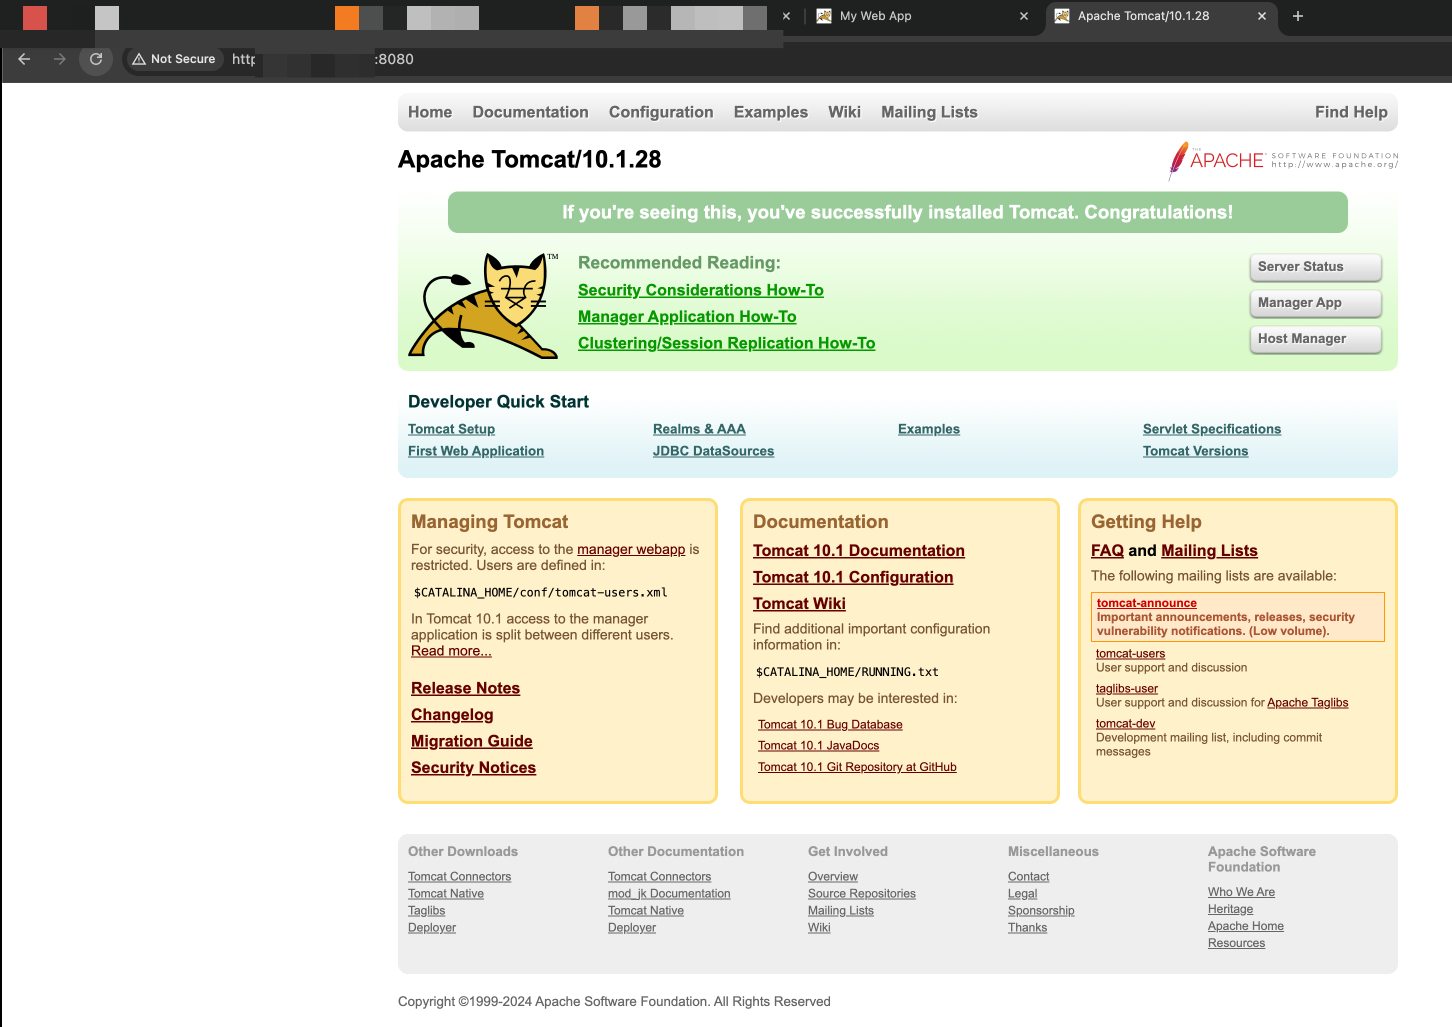 My Web App
Apache Tomcat/10.1.28
Not Secure
http
:8080
Home Documentation Configuration Examples Wiki Mailing Lists Find Help
Apache Tomcat/10.1.28
THE APACHE SOFTWARE FOUNDATION
http://www.apache.org/
If you're seeing this, you've successfully installed Tomcat. Congratulations!
TM
Recommended Reading:
Security Considerations How-To
Manager Application How-To
Clustering/Session Replication How-To
Server Status
Manager App
Host Manager
Developer Quick Start
Tomcat Setup
First Web Application
Realms & AAA
JDBC DataSources
Examples
Servlet Specifications
Tomcat Versions
Managing Tomcat
For security, access to the manager webapp is
restricted. Users are defined in:
$CATALINA_HOME/conf/tomcat-users.xml
In Tomcat 10.1 access to the manager
application is split between different users.
Read more...
Release Notes
Changelog
Migration Guide
Security Notices
Documentation
Tomcat 10.1 Documentation
Tomcat 10.1 Configuration
Tomcat Wiki
Find additional important configuration
information in:
$CATALINA_HOME/RUNNING.txt
Developers may be interested in:
Tomcat 10.1 Bug Database
Tomcat 10.1 JavaDocs
Tomcat 10.1 Git Repository at GitHub
Getting Help
FAQ and Mailing Lists
The following mailing lists are available:
tomcat-announce
Important announcements, releases, security
vulnerability notifications. (Low volume).
tomcat-users
User support and discussion
taglibs-user
User support and discussion for Apache Taglibs
tomcat-dev
Development mailing list, including commit
messages
Other Downloads
Tomcat Connectors
Tomcat Native
Taglibs
Deployer
Other Documentation
Tomcat Connectors
mod_jk Documentation
Tomcat Native
Deployer
Get Involved
Overview
Source Repositories
Mailing Lists
Wiki
Miscellaneous
Contact
Legal
Sponsorship
Thanks
Apache Software
Foundation
Who We Are
Heritage
Apache Home
Resources
Copyright ©1999-2024 Apache Software Foundation. All Rights Reserved